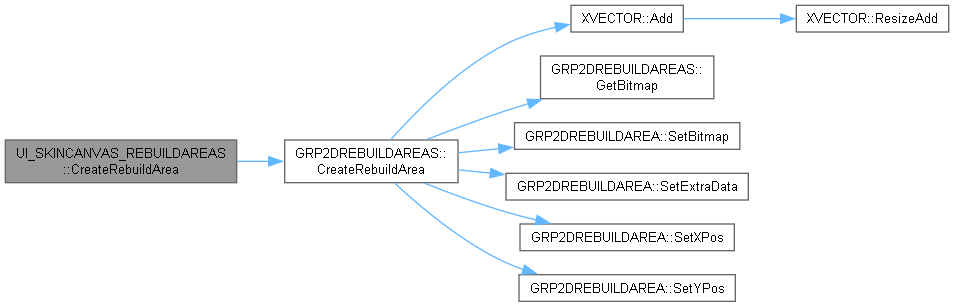 UI_SKINCANVAS_REBUILDAREAS
::CreateRebuildArea
GRP2DREBUILDAREAS::
CreateRebuildArea
XVECTOR::Add
XVECTOR::ResizeAdd
GRP2DREBUILDAREAS::
GetBitmap
GRP2DREBUILDAREA::SetBitmap
GRP2DREBUILDAREA::SetExtraData
GRP2DREBUILDAREA::SetXPos
GRP2DREBUILDAREA::SetYPos